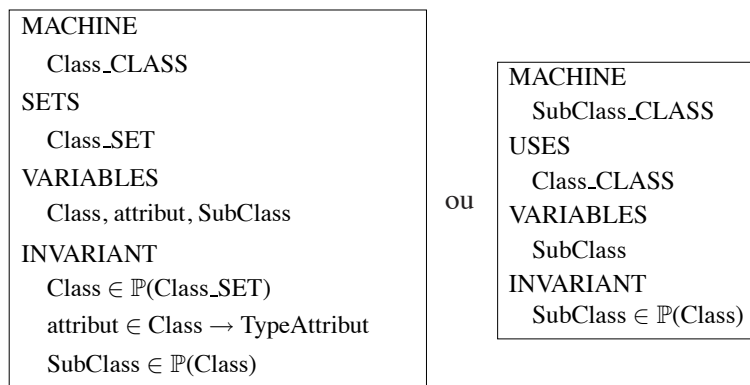 MACHINE
Class_CLASS
SETS
Class_SET
VARIABLES
Class, attribut, SubClass
INVARIANT
Class ∈ ℙ(Class_SET)
attribut ∈ Class → TypeAttribut
SubClass ∈ ℙ(Class)
ou
MACHINE
SubClass_CLASS
USES
Class_CLASS
VARIABLES
SubClass
INVARIANT
SubClass ∈ ℙ(Class)